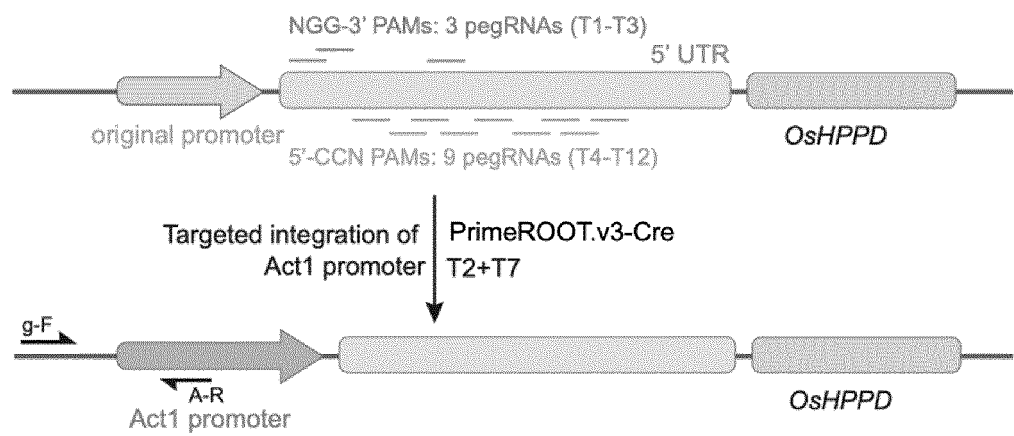 NGG-3' PAMs: 3 pegRNAs (T1-T3)
5' UTR
original promoter
OsHPPD
5'-CCN PAMs: 9 pegRNAs (T4-T12)
Targeted integration of
Act1 promoter
PrimeROOT.v3-Cre
T2+T7
g-F
A-R
Act1 promoter
OsHPPD